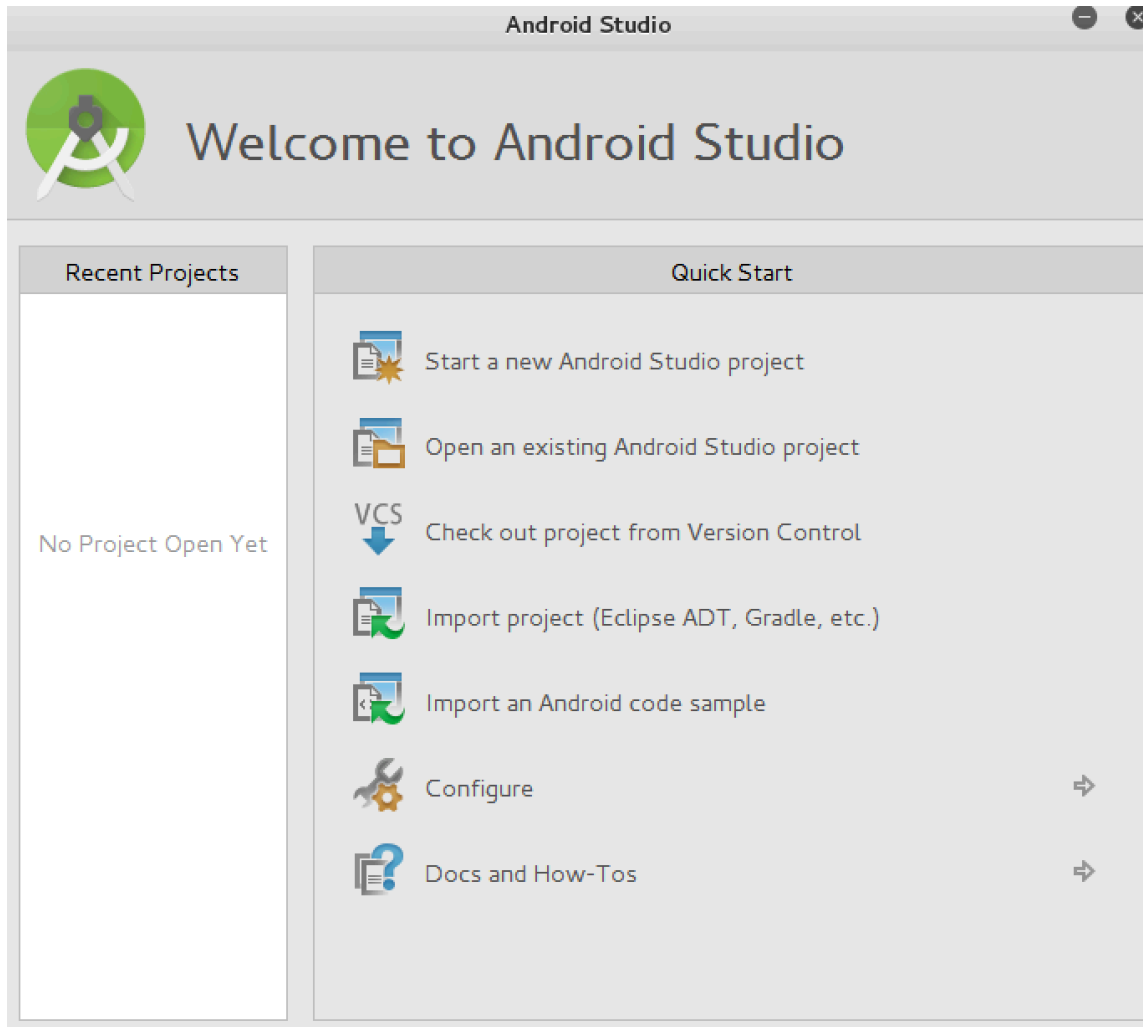 Android Studio
Welcome to Android Studio
Recent Projects
No Project Open Yet
Quick Start
Start a new Android Studio project
Open an existing Android Studio project
VCS
Check out project from Version Control
Import project (Eclipse ADT, Gradle, etc.)
Import an Android code sample
Configure
Docs and How-Tos